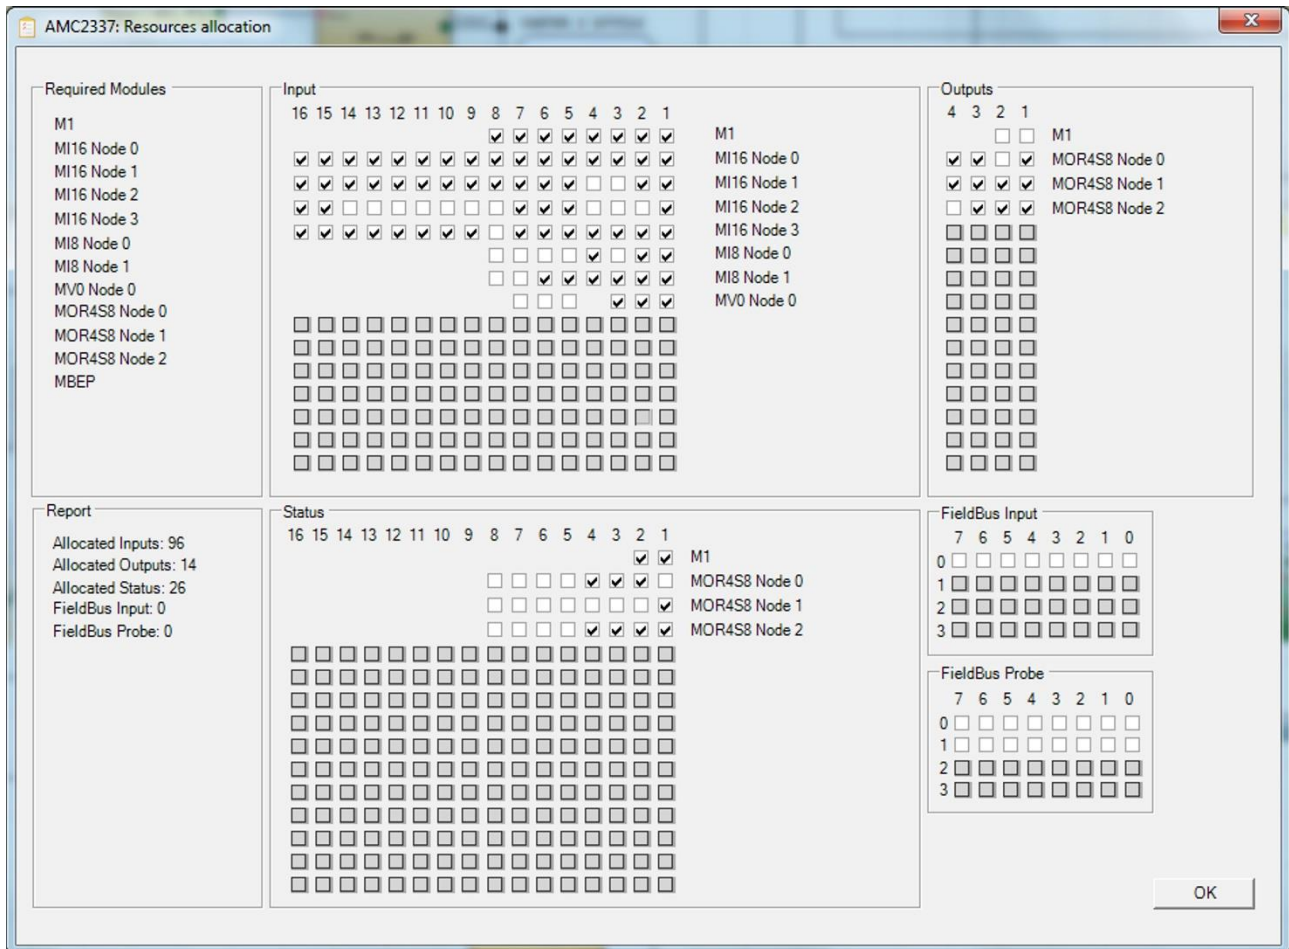 AMC2337: Resources allocation
Required Modules
M1
MI16 Node 0
MI16 Node 1
MI16 Node 2
MI16 Node 3
MI8 Node 0
MI8 Node 1
MV0 Node 0
MOR4S8 Node 0
MOR4S8 Node 1
MOR4S8 Node 2
MBEP
Input
16 15 14 13 12 11 10 9 8 7 6 5 4 3 2 1
M1
MI16 Node 0
MI16 Node 1
MI16 Node 2
MI16 Node 3
MI8 Node 0
MI8 Node 1
MV0 Node 0
Outputs
4 3 2 1
M1
MOR4S8 Node 0
MOR4S8 Node 1
MOR4S8 Node 2
Report
Allocated Inputs: 96
Allocated Outputs: 14
Allocated Status: 26
FieldBus Input: 0
FieldBus Probe: 0
Status
16 15 14 13 12 11 10 9 8 7 6 5 4 3 2 1
M1
MOR4S8 Node 0
MOR4S8 Node 1
MOR4S8 Node 2
FieldBus Input
7 6 5 4 3 2 1 0
0
1
2
3
FieldBus Probe
7 6 5 4 3 2 1 0
0
1
2
3
OK